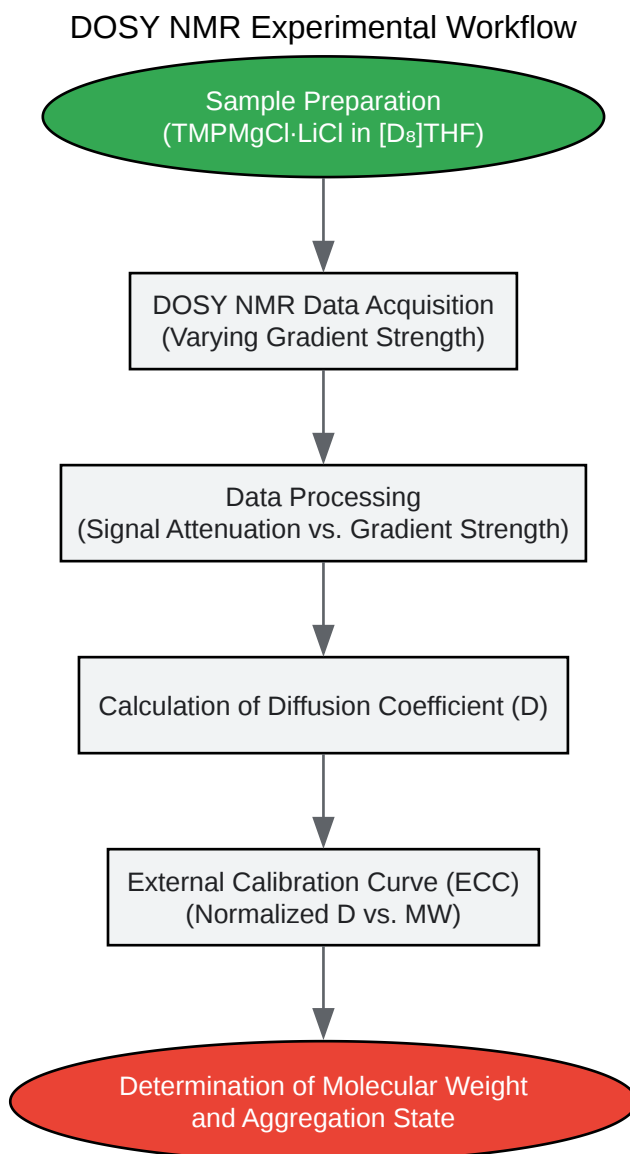 DOSY NMR Experimental Workflow
Sample Preparation
(TMPMgCl·LiCl in [D₈]THF)
DOSY NMR Data Acquisition
(Varying Gradient Strength)
Data Processing
(Signal Attenuation vs. Gradient Strength)
Calculation of Diffusion Coefficient (D)
External Calibration Curve (ECC)
(Normalized D vs. MW)
Determination of Molecular Weight
and Aggregation State